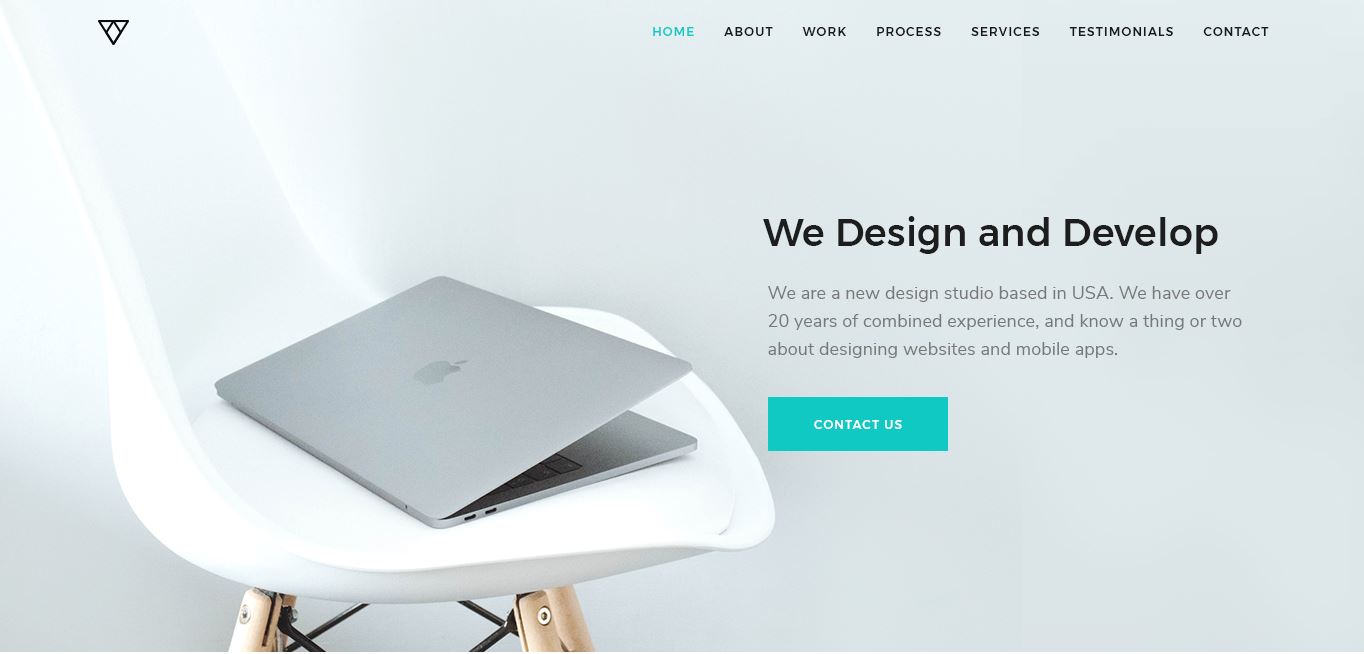 HOME ABOUT WORK PROCESS SERVICES TESTIMONIALS CONTACT
We Design and Develop
We are a new design studio based in USA. We have over
20 years of combined experience, and know a thing or two
about designing websites and mobile apps.
CONTACT US